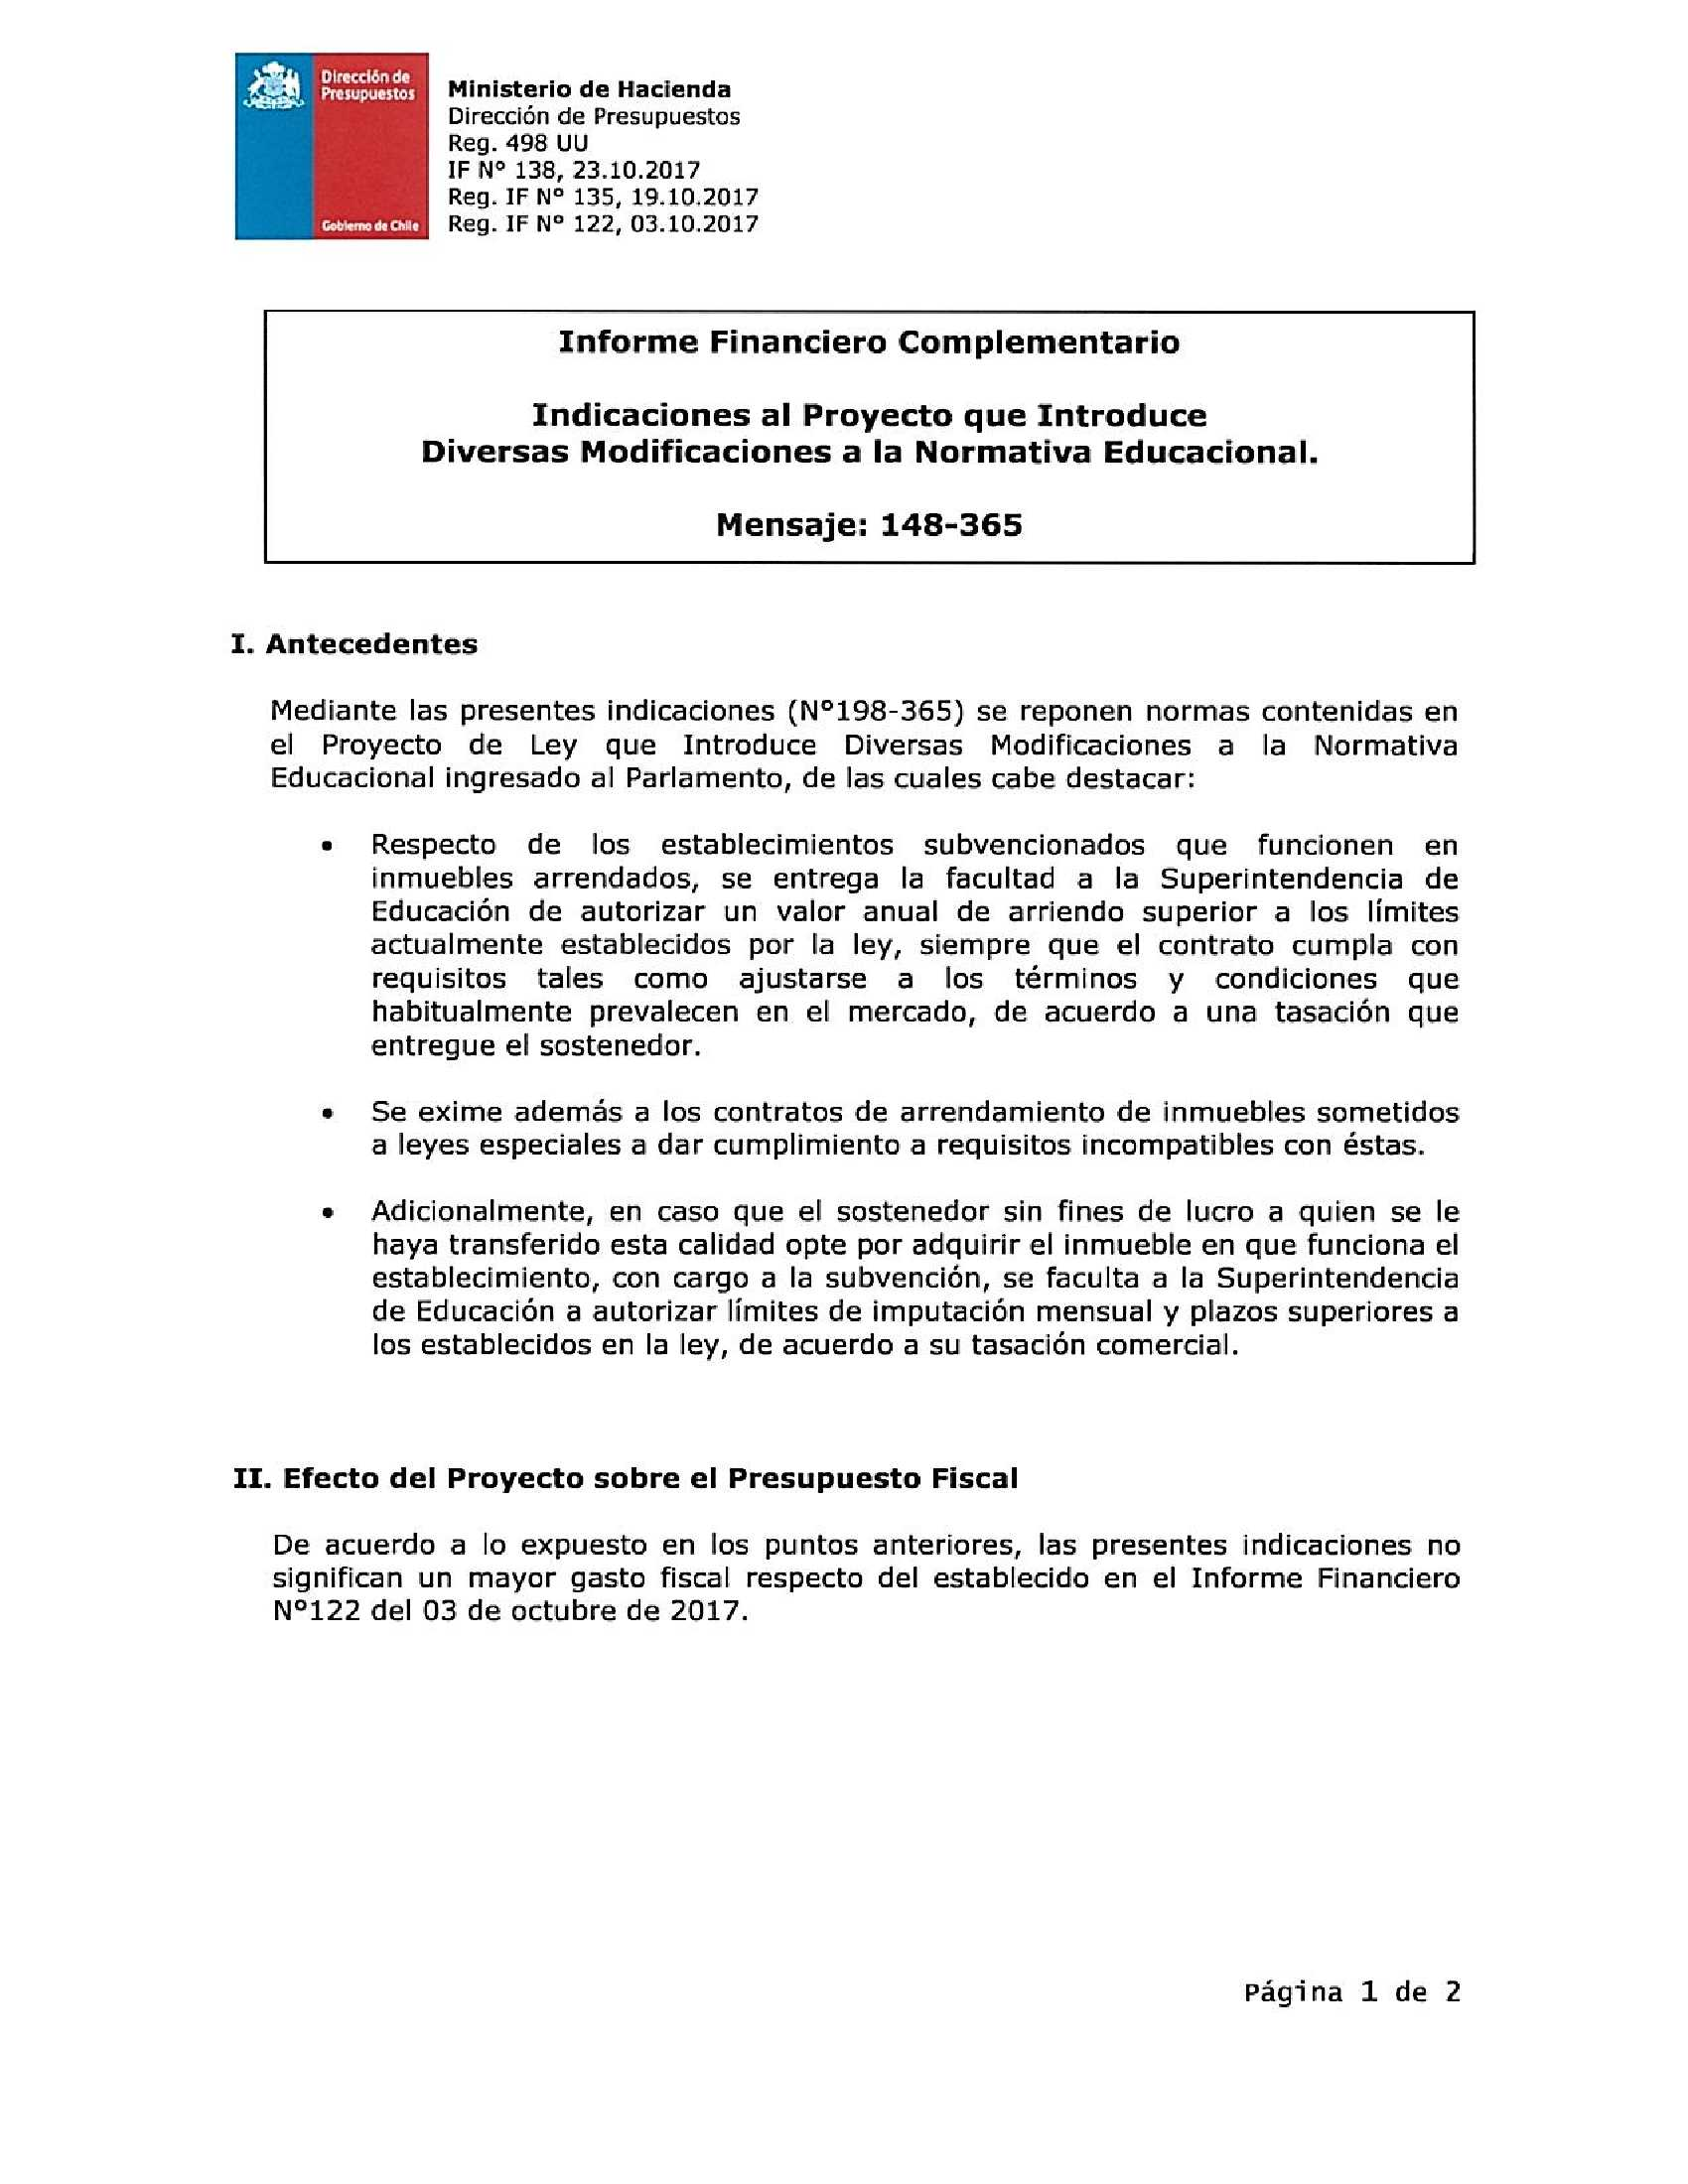 Dirección de
Presupuestos
Gobierno de Chile
Ministerio de Hacienda
Dirección de Presupuestos
Reg. 498 UU
IF Nº 138, 23.10.2017
Reg. IF Nº 135, 19.10.2017
Reg. IF Nº 122, 03.10.2017
Informe Financiero Complementario
Indicaciones al Proyecto que Introduce
Diversas Modificaciones a la Normativa Educacional.
Mensaje: 148-365
I. Antecedentes
Mediante las presentes indicaciones (Nº198-365) se reponen normas contenidas en
el Proyecto de Ley que Introduce Diversas Modificaciones a la Normativa
Educacional ingresado al Parlamento, de las cuales cabe destacar:
• Respecto de los establecimientos subvencionados que funcionen en
inmuebles arrendados, se entrega la facultad a la Superintendencia de
Educación de autorizar un valor anual de arriendo superior a los límites
actualmente establecidos por la ley, siempre que el contrato cumpla con
requisitos tales como ajustarse a los términos y condiciones que
habitualmente prevalecen en el mercado, de acuerdo a una tasación que
entregue el sostenedor.
• Se exime además a los contratos de arrendamiento de inmuebles sometidos
a leyes especiales a dar cumplimiento a requisitos incompatibles con éstas.
• Adicionalmente, en caso que el sostenedor sin fines de lucro a quien se le
haya transferido esta calidad opte por adquirir el inmueble en que funciona el
establecimiento, con cargo a la subvención, se faculta a la Superintendencia
de Educación a autorizar límites de imputación mensual y plazos superiores a
los establecidos en la ley, de acuerdo a su tasación comercial.
II. Efecto del Proyecto sobre el Presupuesto Fiscal
De acuerdo a lo expuesto en los puntos anteriores, las presentes indicaciones no
significan un mayor gasto fiscal respecto del establecido en el Informe Financiero
Nº122 del 03 de octubre de 2017.
Página 1 de 2